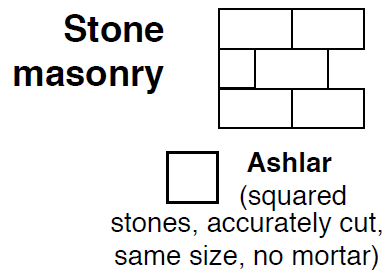 Stone
masonry
Ashlar
(squared
stones, accurately cut,
same size, no mortar)